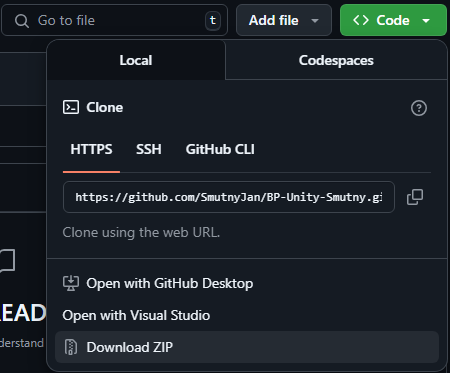 Go to file t Add file <> Code
Local Codespaces
Clone
HTTPS SSH GitHub CLI
https://github.com/SmutnyJan/BP-Unity-Smutny.gi
Clone using the web URL.
Open with GitHub Desktop
EAD
Open with Visual Studio
derstand
Download ZIP